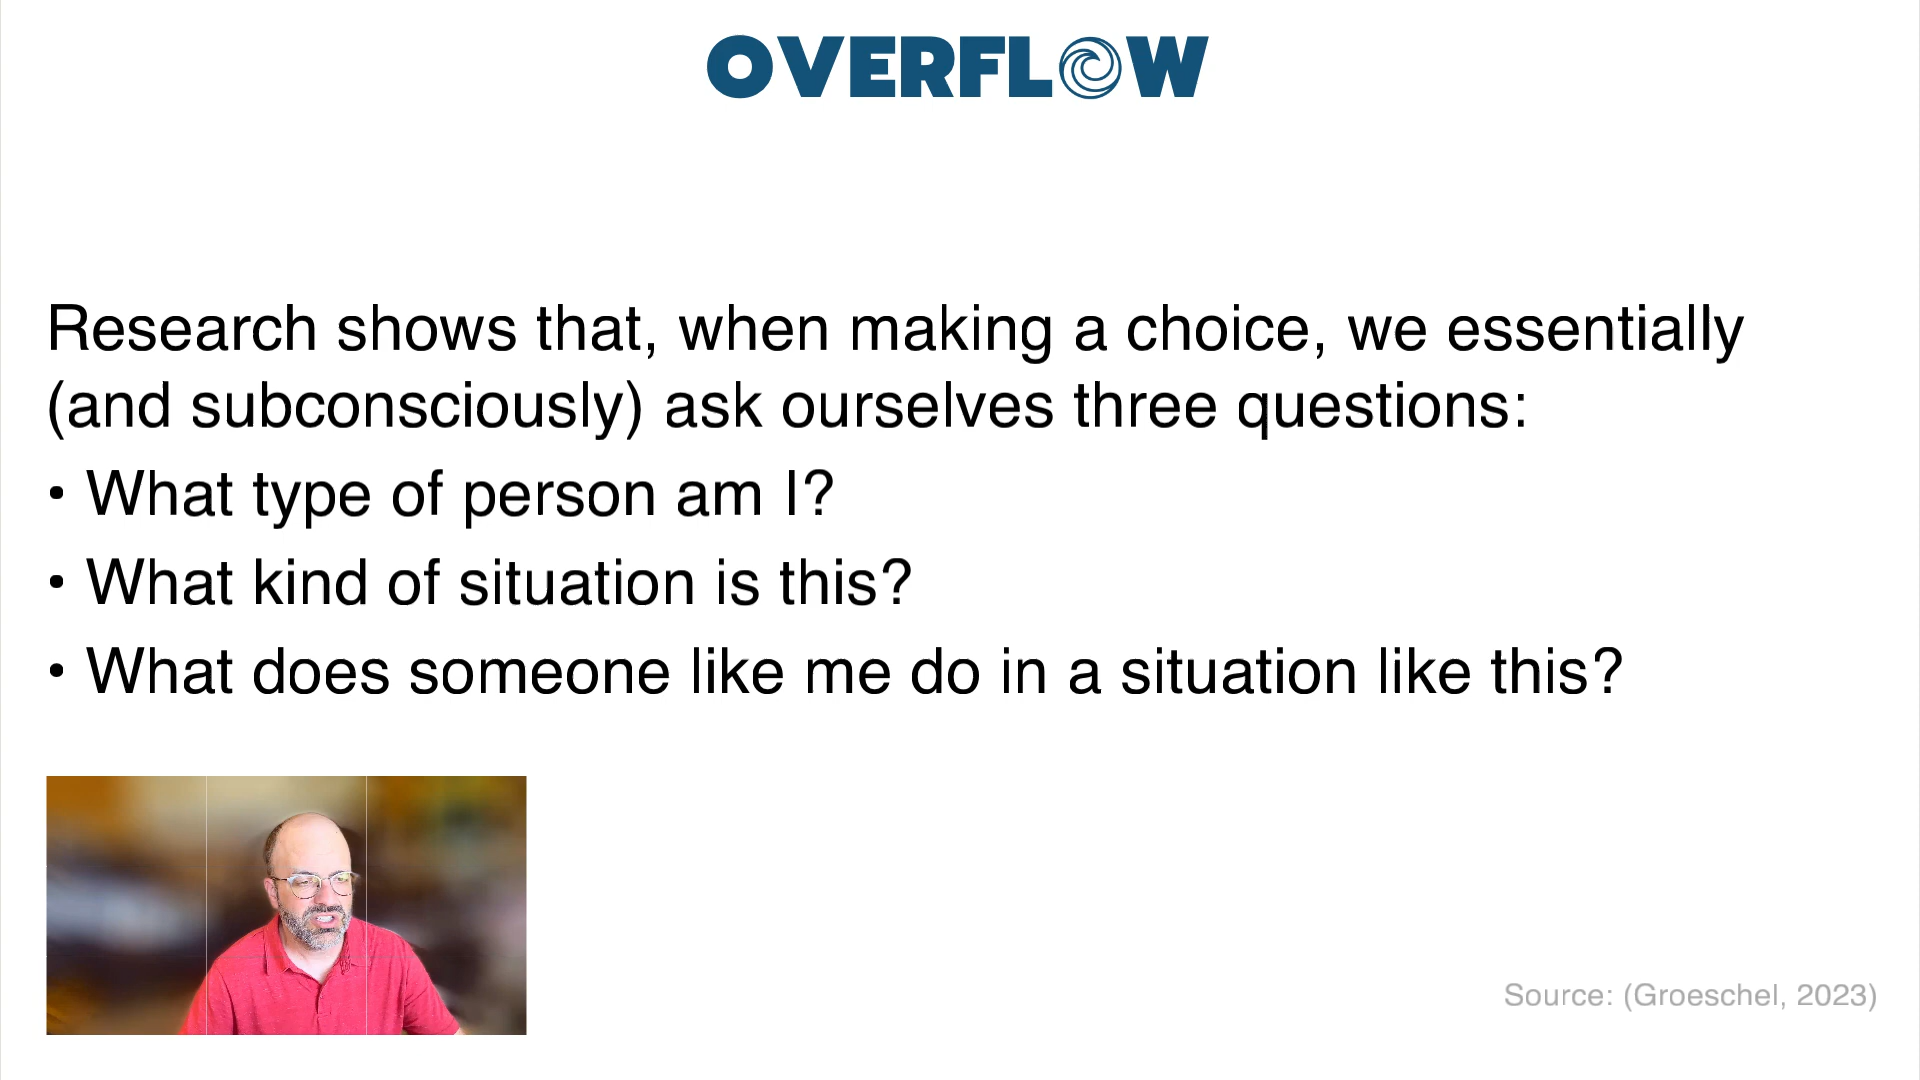 OVERFLOW
Research shows that, when making a choice, we essentially
(and subconsciously) ask ourselves three questions:
• What type of person am I?
• What kind of situation is this?
• What does someone like me do in a situation like this?
Source: (Groeschel, 2023)